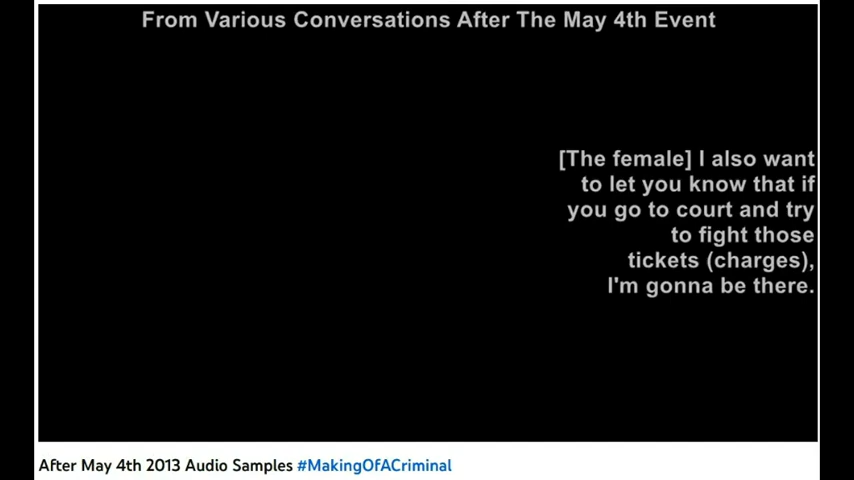 From Various Conversations After The May 4th Event
[The female] I also want
to let you know that if
you go to court and try
to fight those
tickets (charges),
I'm gonna be there.
After May 4th 2013 Audio Samples #MakingOfACriminal